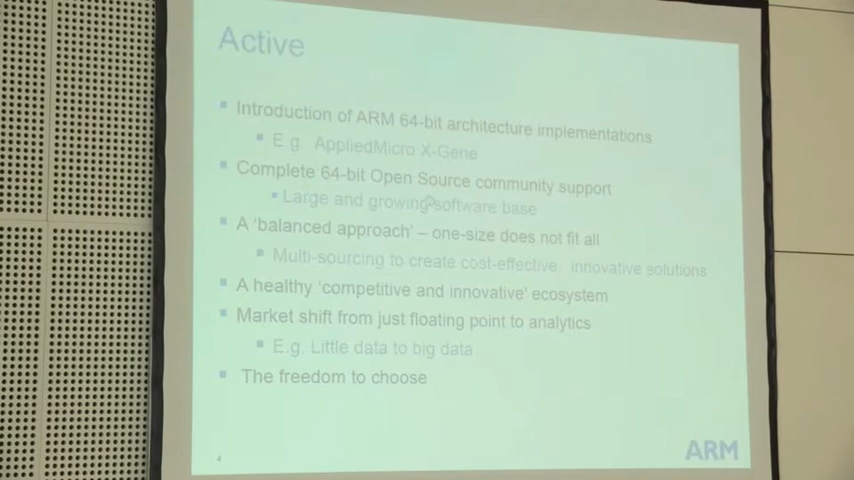 Active
Introduction of ARM 64-bit architecture implementations
E.g. AppliedMicro X-Gene
Complete 64-bit Open Source community support
Large and growing software base
A ‘balanced approach’ – one-size does not fit all
Multi-sourcing to create cost-effective, innovative solutions
A healthy ‘competitive and innovative’ ecosystem
Market shift from just floating point to analytics
E.g. Little data to big data
The freedom to choose
4
ARM